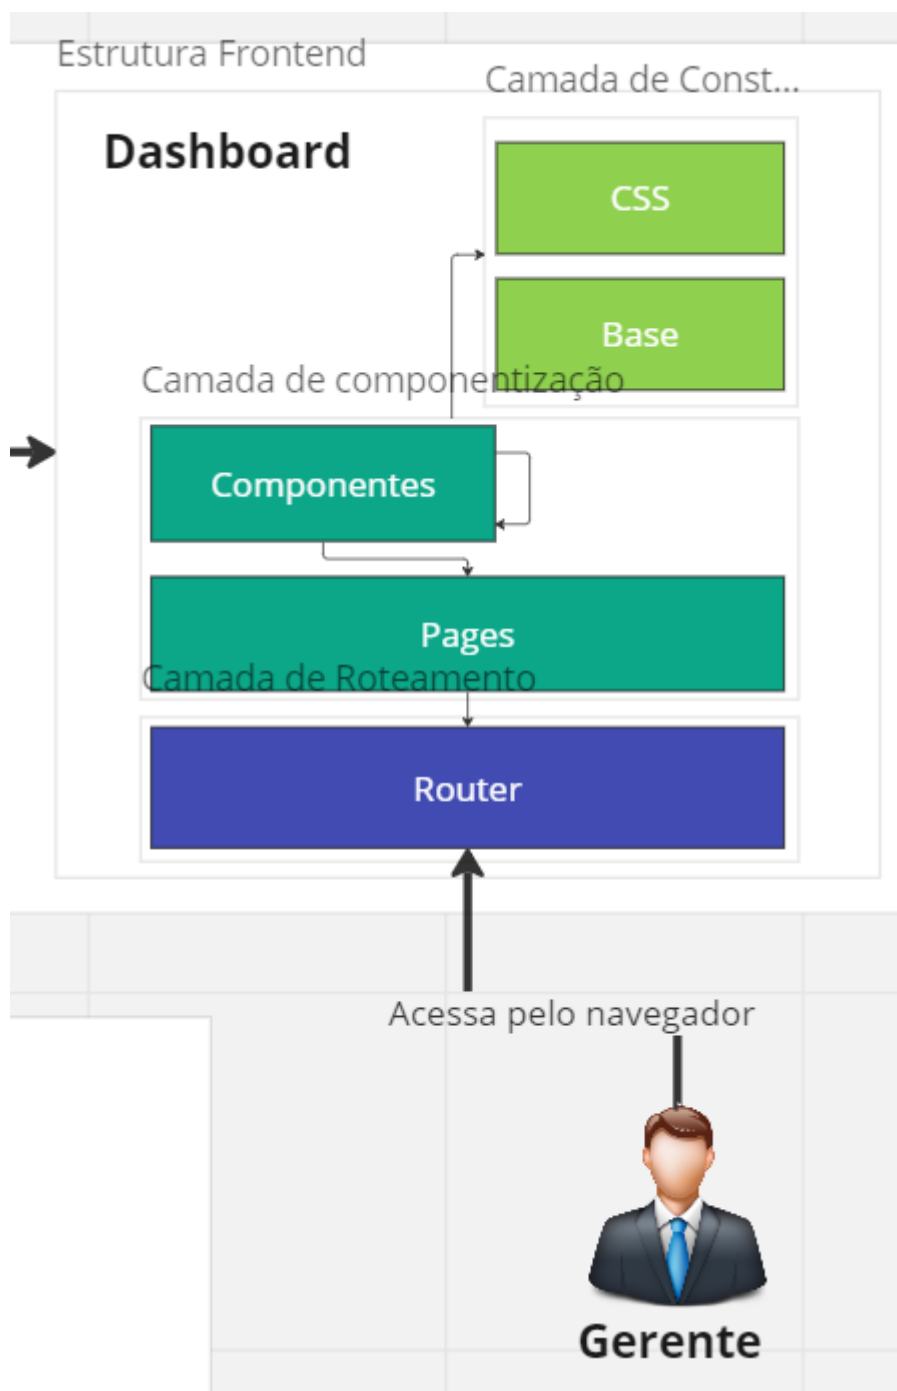 Estrutura Frontend
Camada de Const...
Dashboard
CSS
Base
Camada de componentização
Componentes
Pages
Camada de Roteamento
Router
Acessa pelo navegador
Gerente